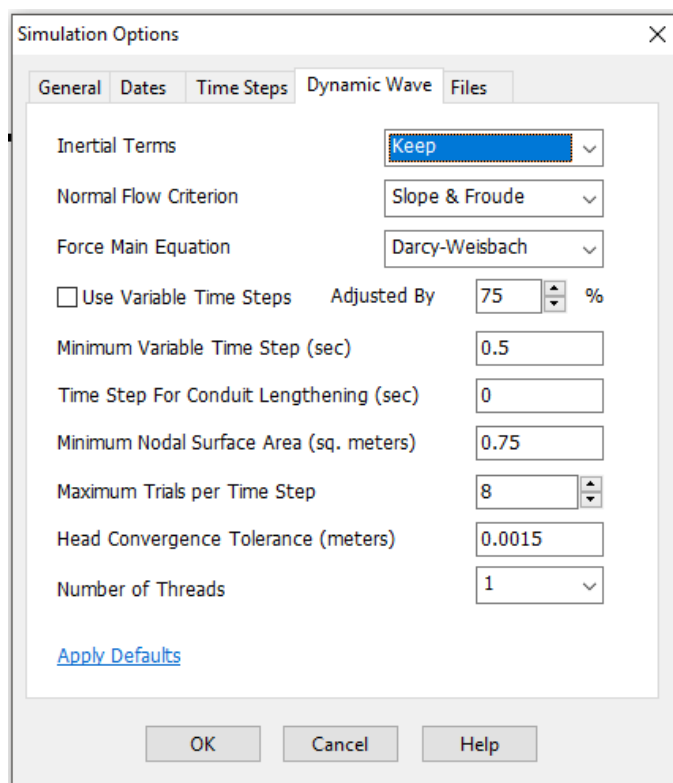 Simulation Options
General Dates Time Steps Dynamic Wave Files
Inertial Terms Keep
Normal Flow Criterion Slope & Froude
Force Main Equation Darcy-Weisbach
Use Variable Time Steps Adjusted By 75 %
Minimum Variable Time Step (sec) 0.5
Time Step For Conduit Lengthening (sec) 0
Minimum Nodal Surface Area (sq. meters) 0.75
Maximum Trials per Time Step 8
Head Convergence Tolerance (meters) 0.0015
Number of Threads 1
Apply Defaults
OK Cancel Help